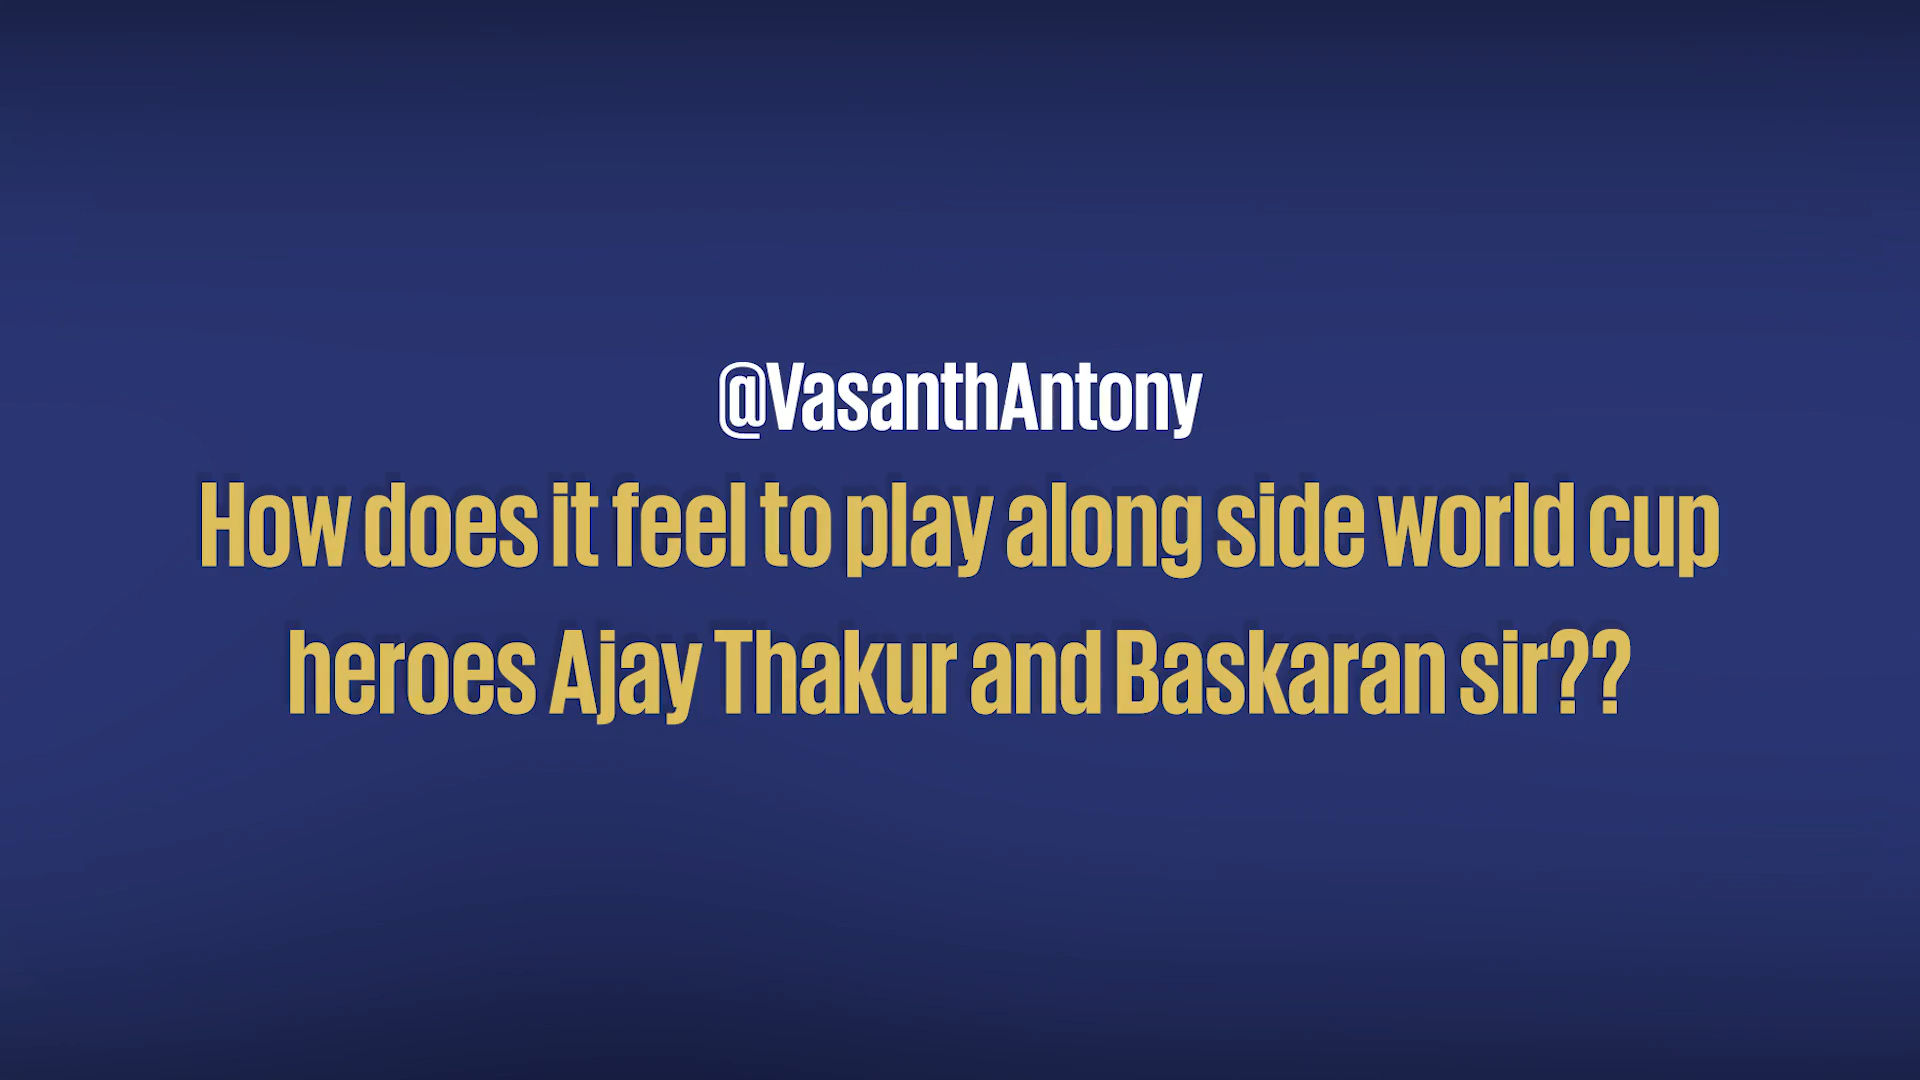 @VasanthAntony
How does it feel to play along side world cup
heroes Ajay Thakur and Baskaran sir??